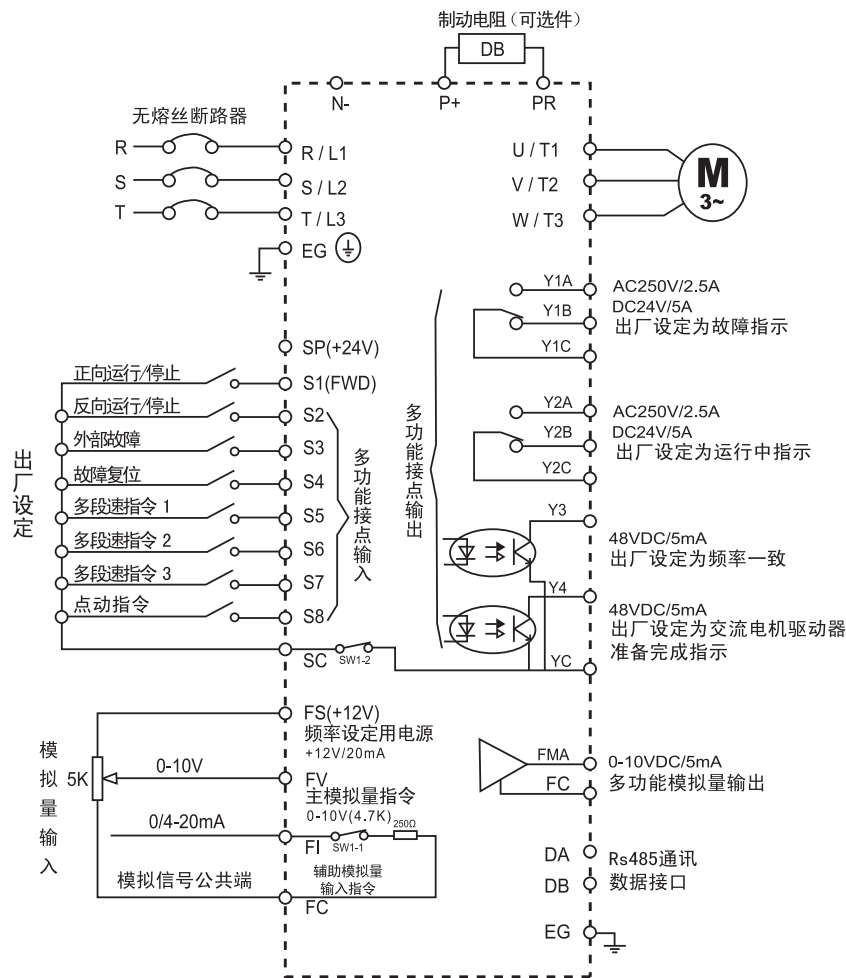 制动电阻（可选件）
DB
N-
P+
PR
无熔丝断路器
R
R / L1
S
S / L2
T
T / L3
EG
U / T1
V / T2
W / T3
M
3~
Y1A
AC250V/2.5A
Y1B
DC24V/5A
出厂设定为故障指示
Y1C
Y2A
AC250V/2.5A
Y2B
DC24V/5A
出厂设定为运行中指示
Y2C
SP(+24V)
正向运行/停止
S1(FWD)
反向运行/停止
S2
外部故障
S3
故障复位
S4
多段速指令 1
S5
多段速指令 2
S6
多段速指令 3
S7
点动指令
S8
出厂设定
多功能接点输入
多功能接点输出
SC
SW1-2
Y3
48VDC/5mA
出厂设定为频率一致
Y4
48VDC/5mA
出厂设定为交流电机驱动器
准备完成指示
YC
FS(+12V)
频率设定用电源
+12V/20mA
模拟量输入
5K
0-10V
FV
主模拟量指令
0-10V(4.7K)
250Ω
0/4-20mA
FI
SW1-1
辅助模拟量
输入指令
模拟信号公共端
FC
FMA
0-10VDC/5mA
多功能模拟量输出
FC
DA
Rs485通讯
数据接口
DB
EG